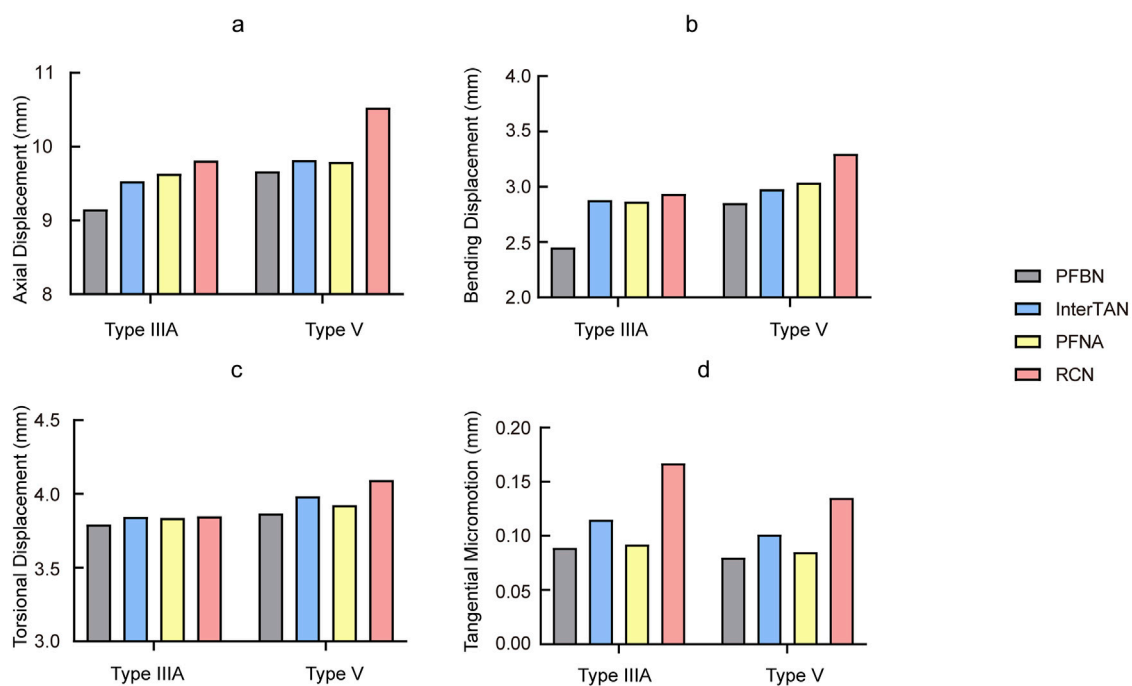 a
Axial Displacement (mm)
11
10
9
8
Type IIIA
Type V
b
Bending Displacement (mm)
4.0
3.5
3.0
2.5
2.0
Type IIIA
Type V
PFBN
InterTAN
PFNA
RCN
c
Torsional Displacement (mm)
4.5
4.0
3.5
3.0
Type IIIA
Type V
d
Tangential Micromotion (mm)
0.20
0.15
0.10
0.05
0.00
Type IIIA
Type V